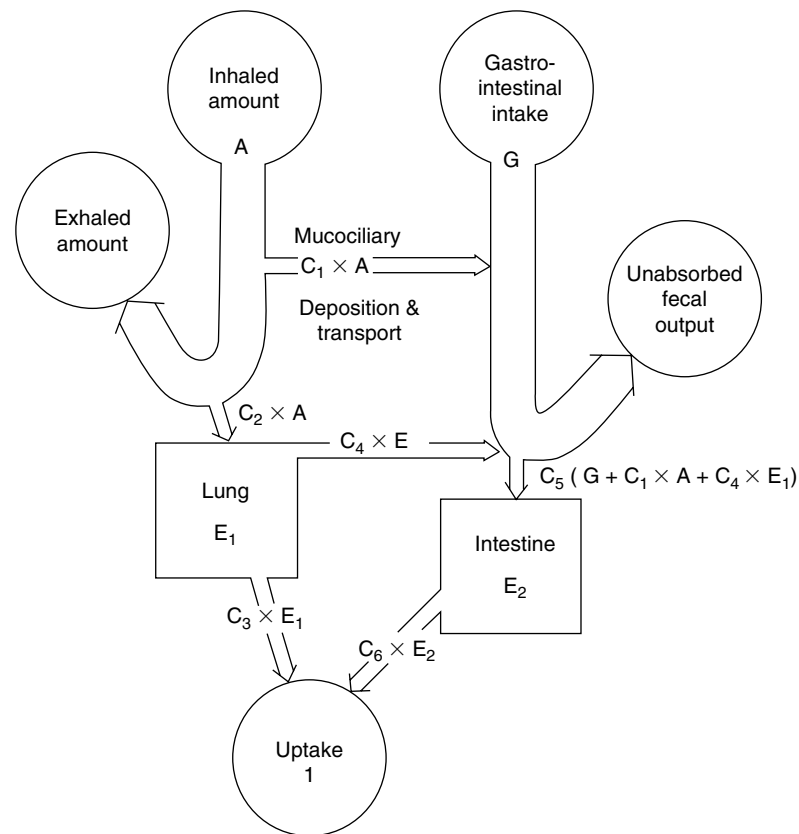 Inhaled
amount
A
Gastro-
intestinal
intake
G
Exhaled
amount
Mucociliary
C₁ × A
Deposition &
transport
Unabsorbed
fecal
output
C₂ × A
C₄ × E
C₅ ( G + C₁ × A + C₄ × E₁)
Lung
E₁
Intestine
E₂
C₃ × E₁
C₆ × E₂
Uptake
1